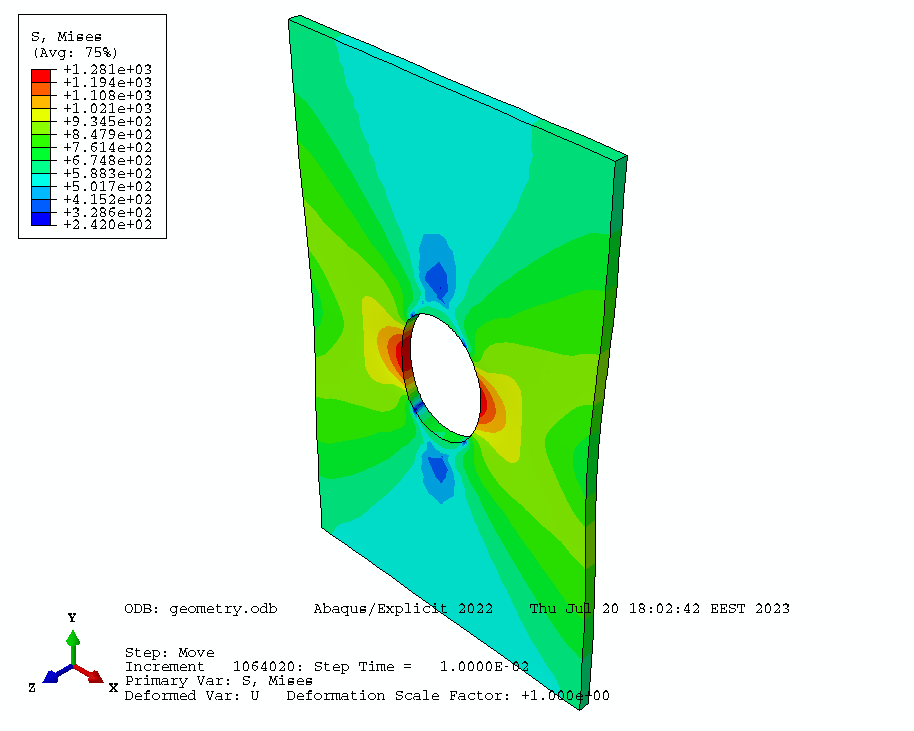 S, Mises
(Avg: 75%)
+1.281e+03
+1.194e+03
+1.108e+03
+1.021e+03
+9.345e+02
+8.479e+02
+7.614e+02
+6.748e+02
+5.883e+02
+5.017e+02
+4.152e+02
+3.286e+02
+2.420e+02
ODB: geometry.odb Abaqus/Explicit 2022 Thu Jul 20 18:02:42 EEST 2023
Y
Z X
Step: Move
Increment 1064020: Step Time = 1.0000E-02
Primary Var: S, Mises
Deformed Var: U Deformation Scale Factor: +1.000e+00